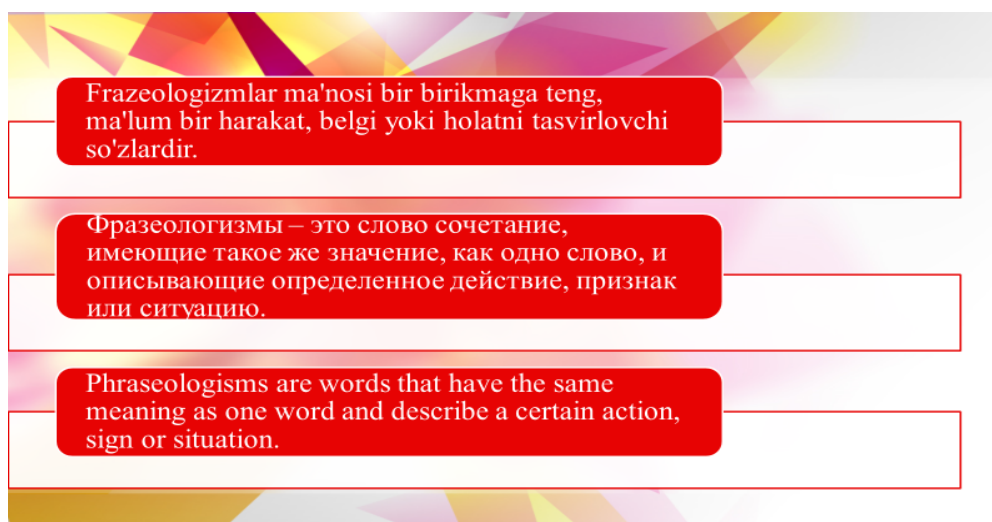 Frazeologizmlar ma'nosi bir birikmaga teng,
ma'lum bir harakat, belgi yoki holatni tasvirlovchi
so'zlardir.
Фразеологизмы – это слово сочетание,
имеющие такое же значение, как одно слово, и
описывающие определенное действие, признак
или ситуацию.
Phraseologisms are words that have the same
meaning as one word and describe a certain action,
sign or situation.